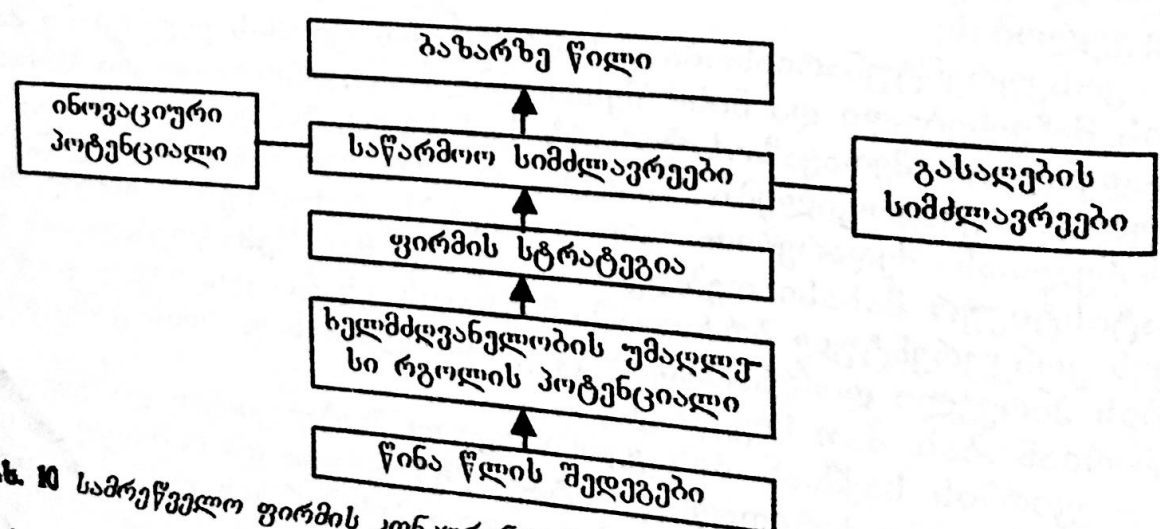 ბაზარზე წილი
ინოვაციური
პოტენციალი
საწარმოო სიმძლავრეები
გასაღების
სიმძლავრეები
ფირმის სტრატეგია
ხელმძღვანელობის უმაღლე-
სი რგოლის პოტენციალი
წინა წლის შედეგები
10 სამრეწველო ფირმის